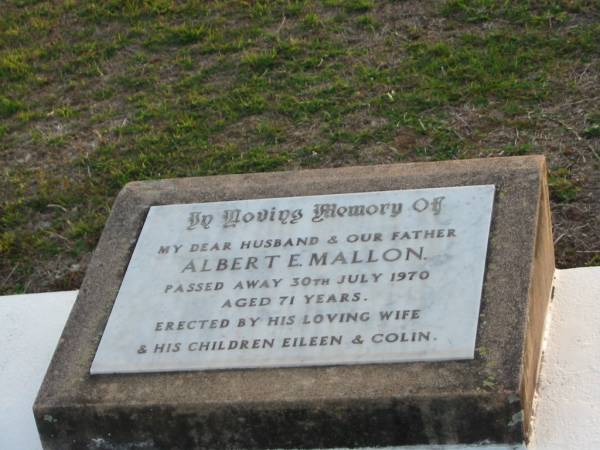 In Loving Memory Of
MY DEAR HUSBAND & OUR FATHER
ALBERT E. MALLON.
PASSED AWAY 30TH JULY 1970
AGED 71 YEARS.
ERECTED BY HIS LOVING WIFE
& HIS CHILDREN EILEEN & COLIN.